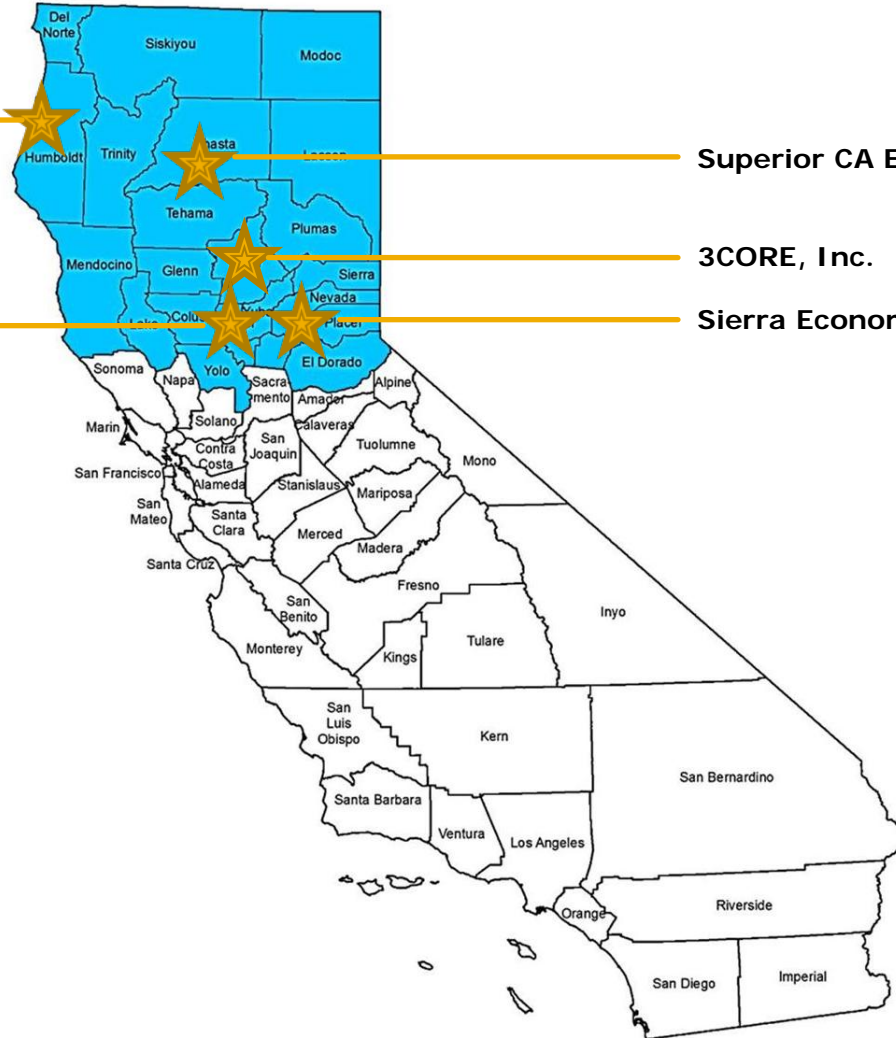 Del
Norte
Siskiyou
Modoc
Humboldt
Trinity
Superior CA
Tehama
Plumas
3CORE, Inc.
Mendocino
Glenn
Sierra
Nevada
Sierra
El Dorado
Yolo
Sonoma
Napa
Sacra-
mento
Alpine
Amador
Marin
Solano
Calaveras
San
Joaquin
Contra
Costa
Tuolumne
Mono
San Francisco
Alameda
Stanislaus
Mariposa
San
Mateo
Santa
Clara
Merced
Madera
Santa Cruz
Fresno
San
Benito
Inyo
Monterey
Kings
Tulare
San
Luis
Obispo
Kern
San Bernardino
Santa Barbara
Ventura
Los Angeles
Orange
Riverside
San Diego
Imperial